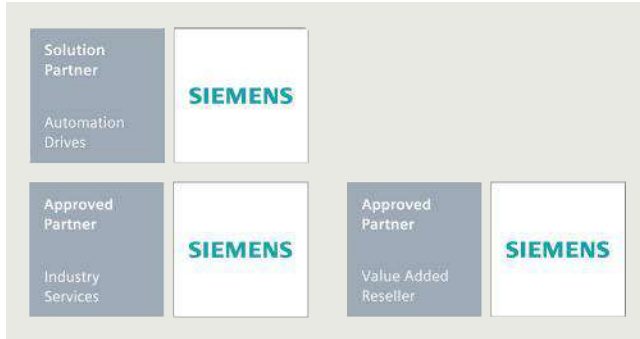 Solution
Partner
Automation
Drives
SIEMENS
Approved
Partner
Industry
Services
SIEMENS
Approved
Partner
Value Added
Reseller
SIEMENS